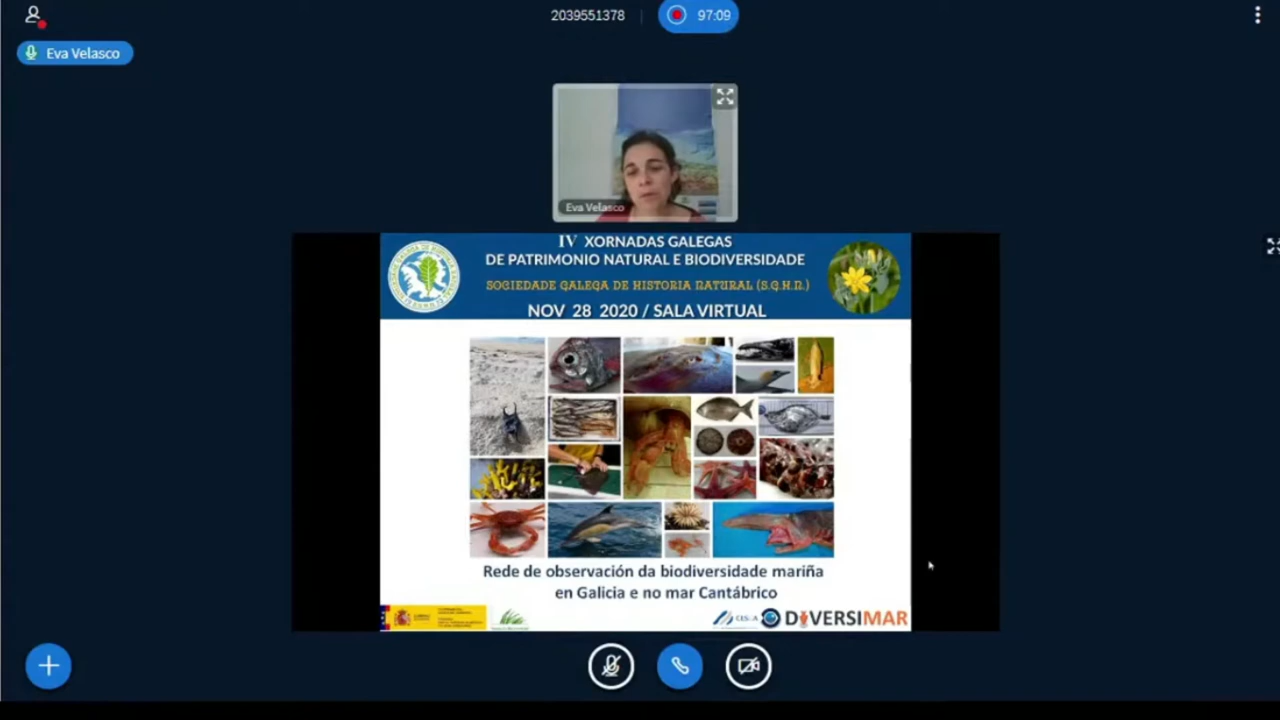 2039551378
97:09
Eva Velasco
Eva Velasco
IV XORNADAS GALEGAS
DE PATRIMONIO NATURAL E BIODIVERSIDADE
SOCIEDADE GALEGA DE HISTORIA NATURAL (S.G.H.N.)
NOV 28 2020 / SALA VIRTUAL
Rede de observación da biodiversidade mariña
en Galicia e no mar Cantábrico
DIVERSIMAR